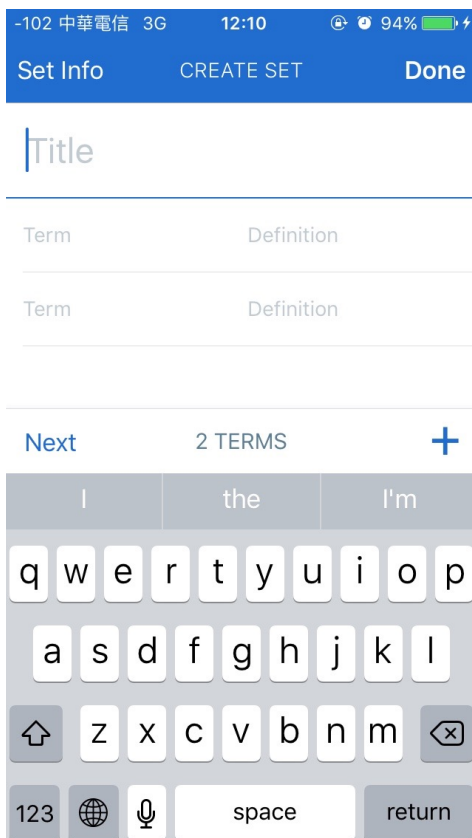 -102 中華電信 3G 12:10 94%
Set Info CREATE SET Done
Title
Term Definition
Term Definition
Next 2 TERMS +
I the I'm
q w e r t y u i o p
a s d f g h j k l
z x c v b n m
123 space return